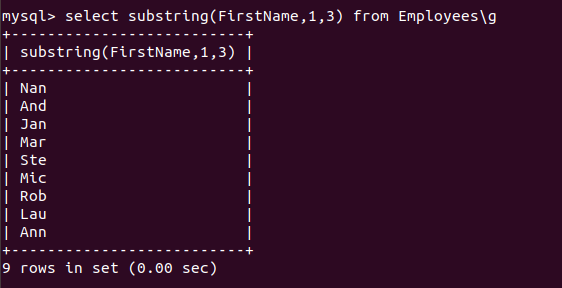 mysql> select substring(FirstName,1,3) from Employees\g
+--------------------------+
| substring(FirstName,1,3) |
+--------------------------+
| Nan                      |
| And                      |
| Jan                      |
| Mar                      |
| Ste                      |
| Mic                      |
| Rob                      |
| Lau                      |
| Ann                      |
+--------------------------+
9 rows in set (0.00 sec)